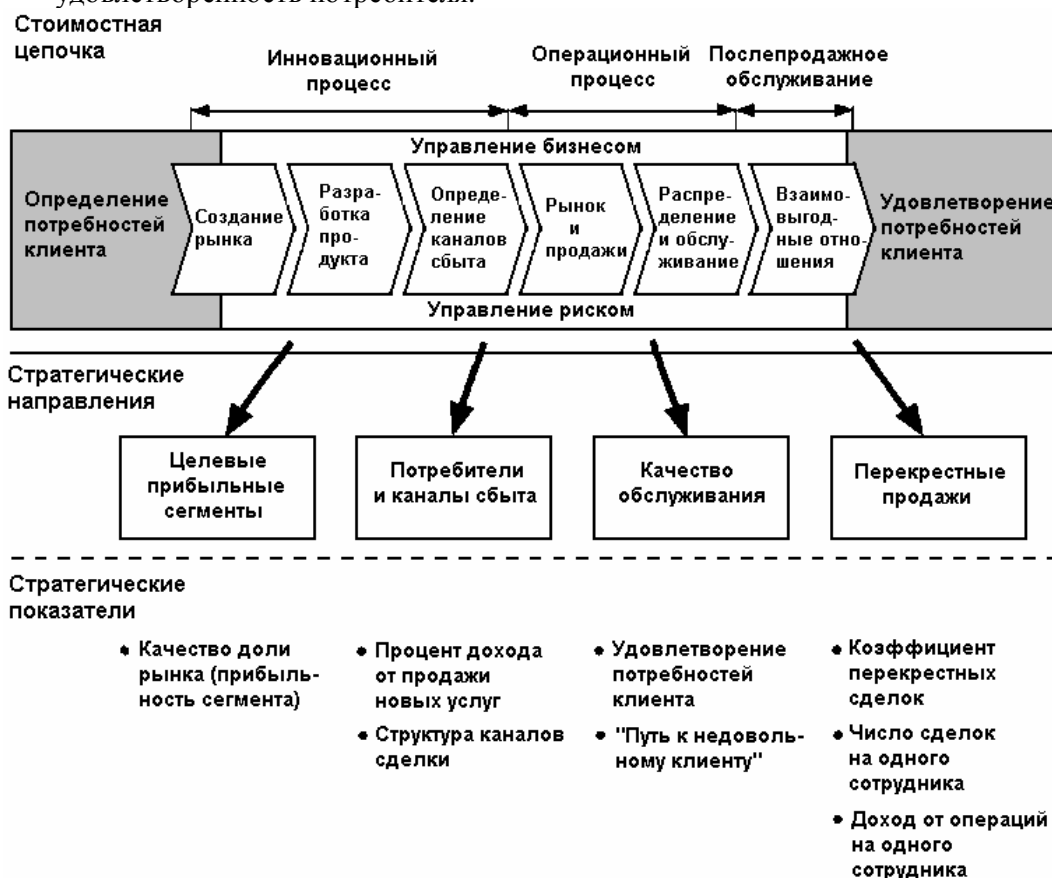 удовлетворенность потребителя.
Стоимостная
цепочка
Инновационный
процесс
Операционный
процесс
Послепродажное
обслуживание
Управление бизнесом
Определение
потребностей
клиента
Создание
рынка
Разра-
ботка
про-
дукта
Опреде-
ление
каналов
сбыта
Рынок
и
продажи
Распре-
деление
и обслу-
живание
Взаимо-
выгод-
ные отно-
шения
Удовлетворение
потребностей
клиента
Управление риском
Стратегические
направления
Целевые
прибыльные
сегменты
Потребители
и каналы сбыта
Качество
обслуживания
Перекрестные
продажи
Стратегические
показатели
• Качество доли
рынка (прибыль-
ность сегмента)
• Процент дохода
от продажи
новых услуг
• Структура каналов
сделки
• Удовлетворение
потребностей
клиента
• "Путь к недоволь-
ному клиенту"
• Коэффициент
перекрестных
сделок
• Число сделок
на одного
сотрудника
• Доход от операций
на одного
сотрудника